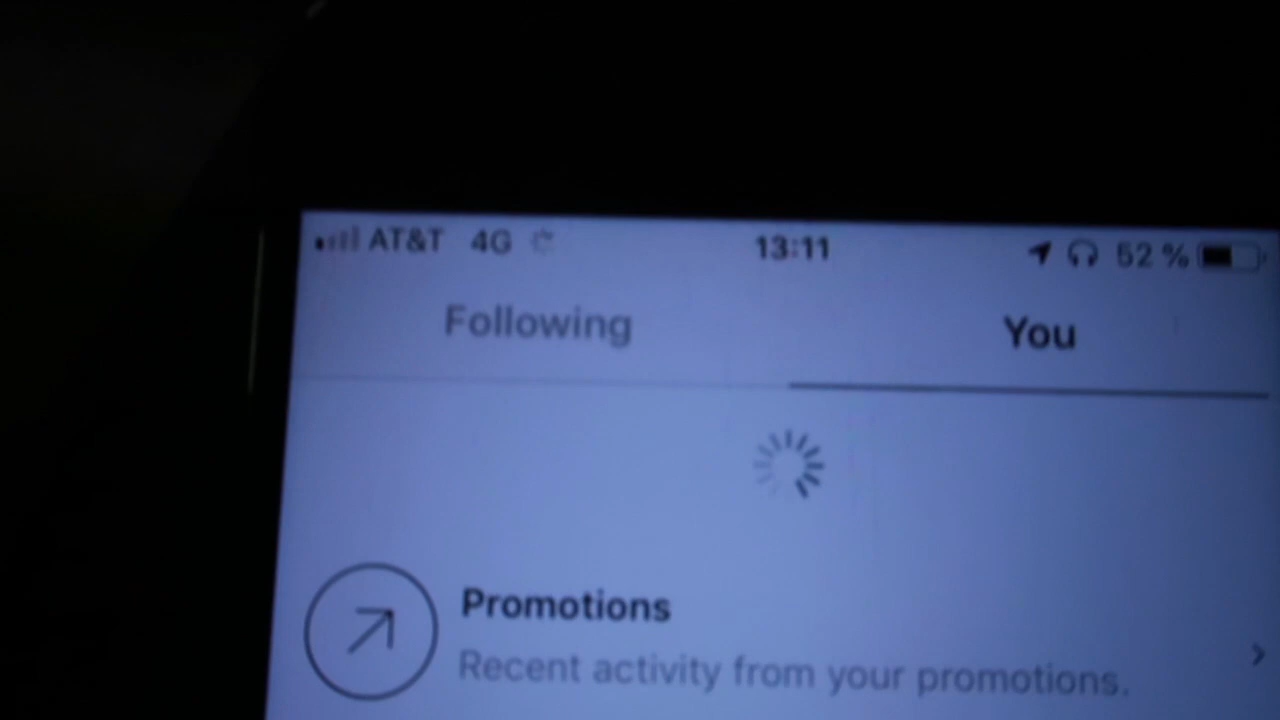 AT&T 4G 13:11 52 %
Following You
Promotions
Recent activity from your promotions.